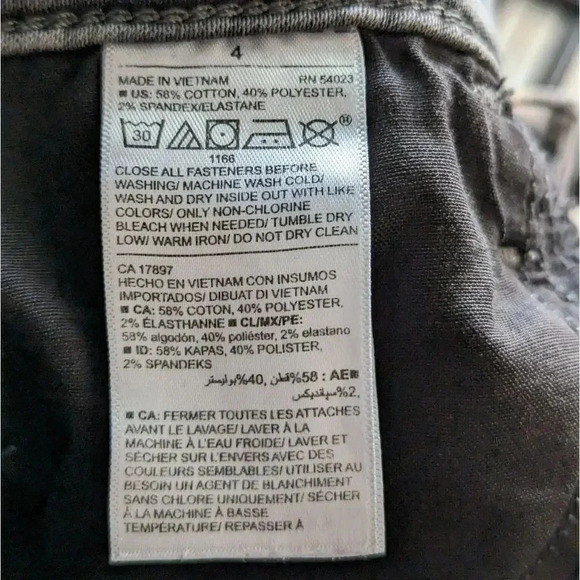 4
MADE IN VIETNAM RN 54023
■ US: 58% COTTON, 40% POLYESTER,
2% SPANDEX/ELASTANE
30
®
1166
CLOSE ALL FASTENERS BEFORE
WASHING/ MACHINE WASH COLD/
WASH AND DRY INSIDE OUT WITH LIKE
COLORS/ ONLY NON-CHLORINE
BLEACH WHEN NEEDED/ TUMBLE DRY
LOW/ WARM IRON/ DO NOT DRY CLEAN
CA 17897
HECHO EN VIETNAM CON INSUMOS
IMPORTADOS/ DIBUAT DI VIETNAM
■ CA: 58% COTON, 40% POLYESTER,
2% ÉLASTHANNE ■ CL/MX/PE:
58% algodón, 40% poliéster, 2% elastano
■ ID: 58% KAPAS, 40% POLISTER,
2% SPANDEKS
■ AE : 58%قطن، 40%بوليستر
2%سباندكس
■ CA: FERMER TOUTES LES ATTACHES
AVANT LE LAVAGE/ LAVER À LA
MACHINE À L'EAU FROIDE/ LAVER ET
SÉCHER SUR L'ENVERS AVEC DES
COULEURS SEMBLABLES/ UTILISER AU
BESOIN UN AGENT DE BLANCHIMENT
SANS CHLORE UNIQUEMENT/ SÉCHER
À LA MACHINE À BASSE
TEMPÉRATURE/ REPASSER À